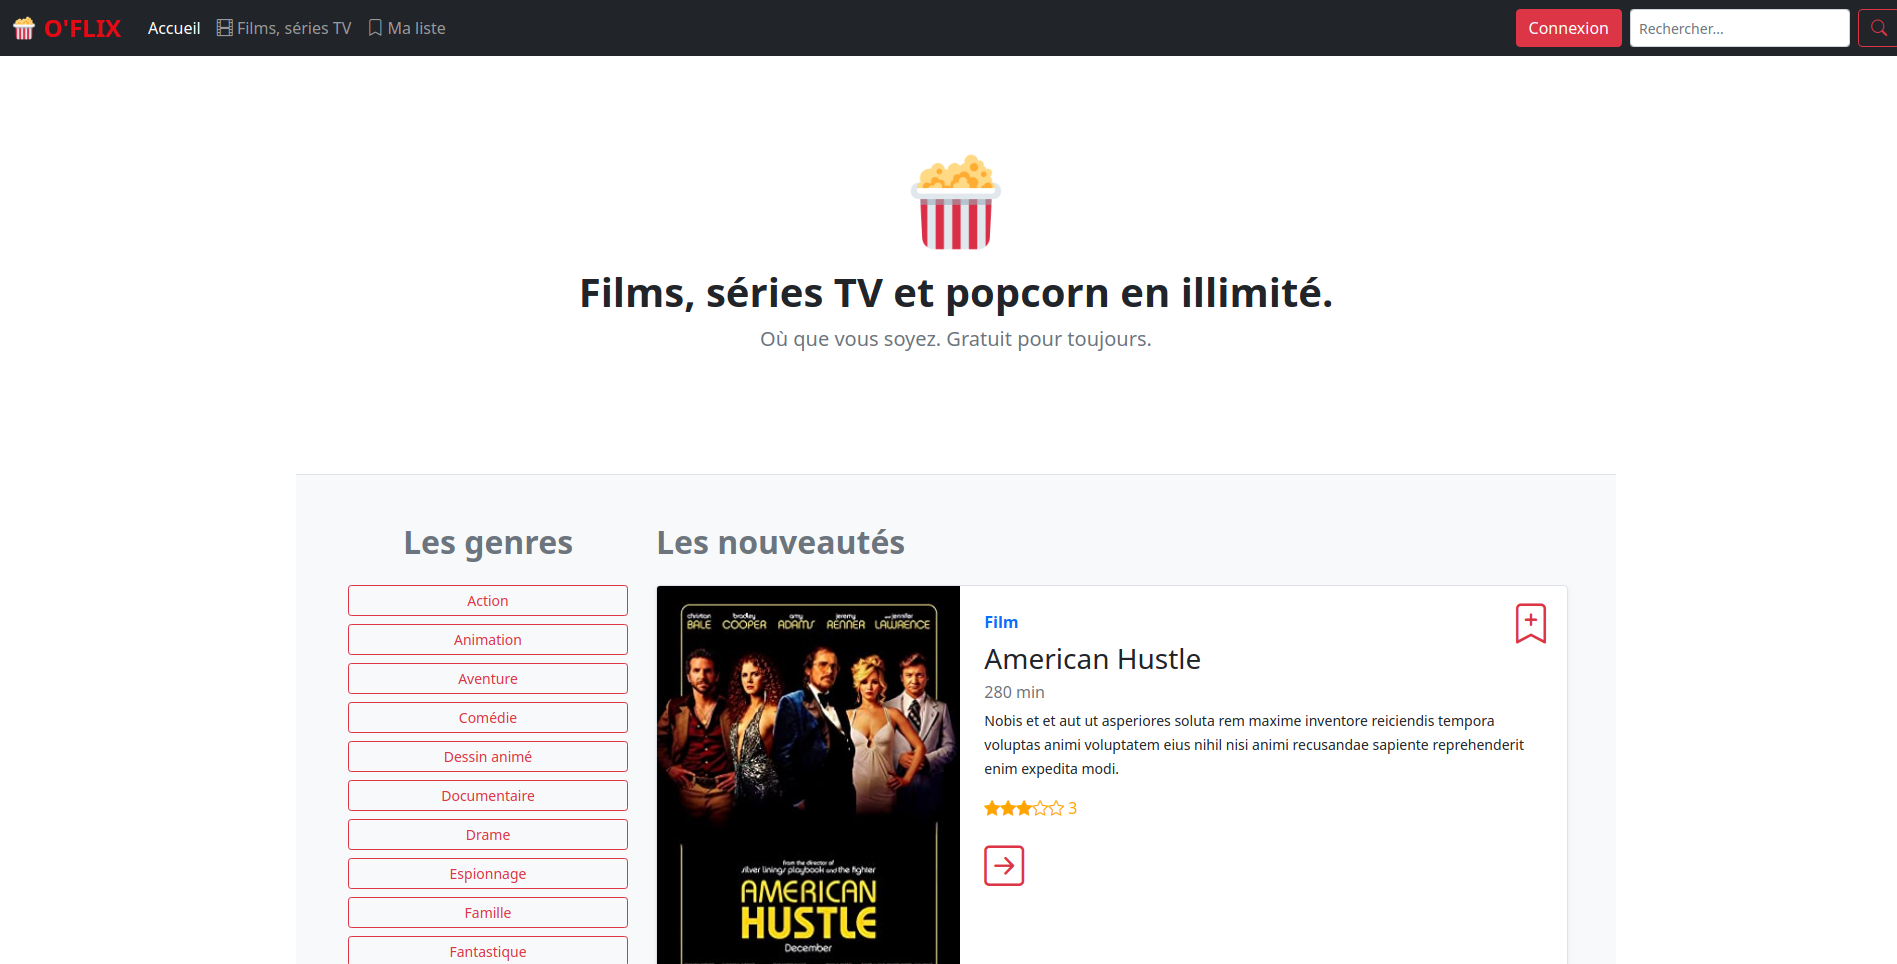 O'FLIX Accueil Films, séries TV Ma liste Connexion Rechercher...
Films, séries TV et popcorn en illimité.
Où que vous soyez. Gratuit pour toujours.
Les genres
Action
Animation
Aventure
Comédie
Dessin animé
Documentaire
Drame
Espionnage
Famille
Fantastique
Les nouveautés
christian BALE bradley COOPER amy ADAMS jeremy RENNER and jennifer LAWRENCE
from the director of
silver linings playbook and the fighter
AMERICAN
HUSTLE
December
Film
American Hustle
280 min
Nobis et et aut ut asperiores soluta rem maxime inventore reiciendis tempora
voluptas animi voluptatem eius nihil nisi animi recusandae sapiente reprehenderit
enim expedita modi.
3